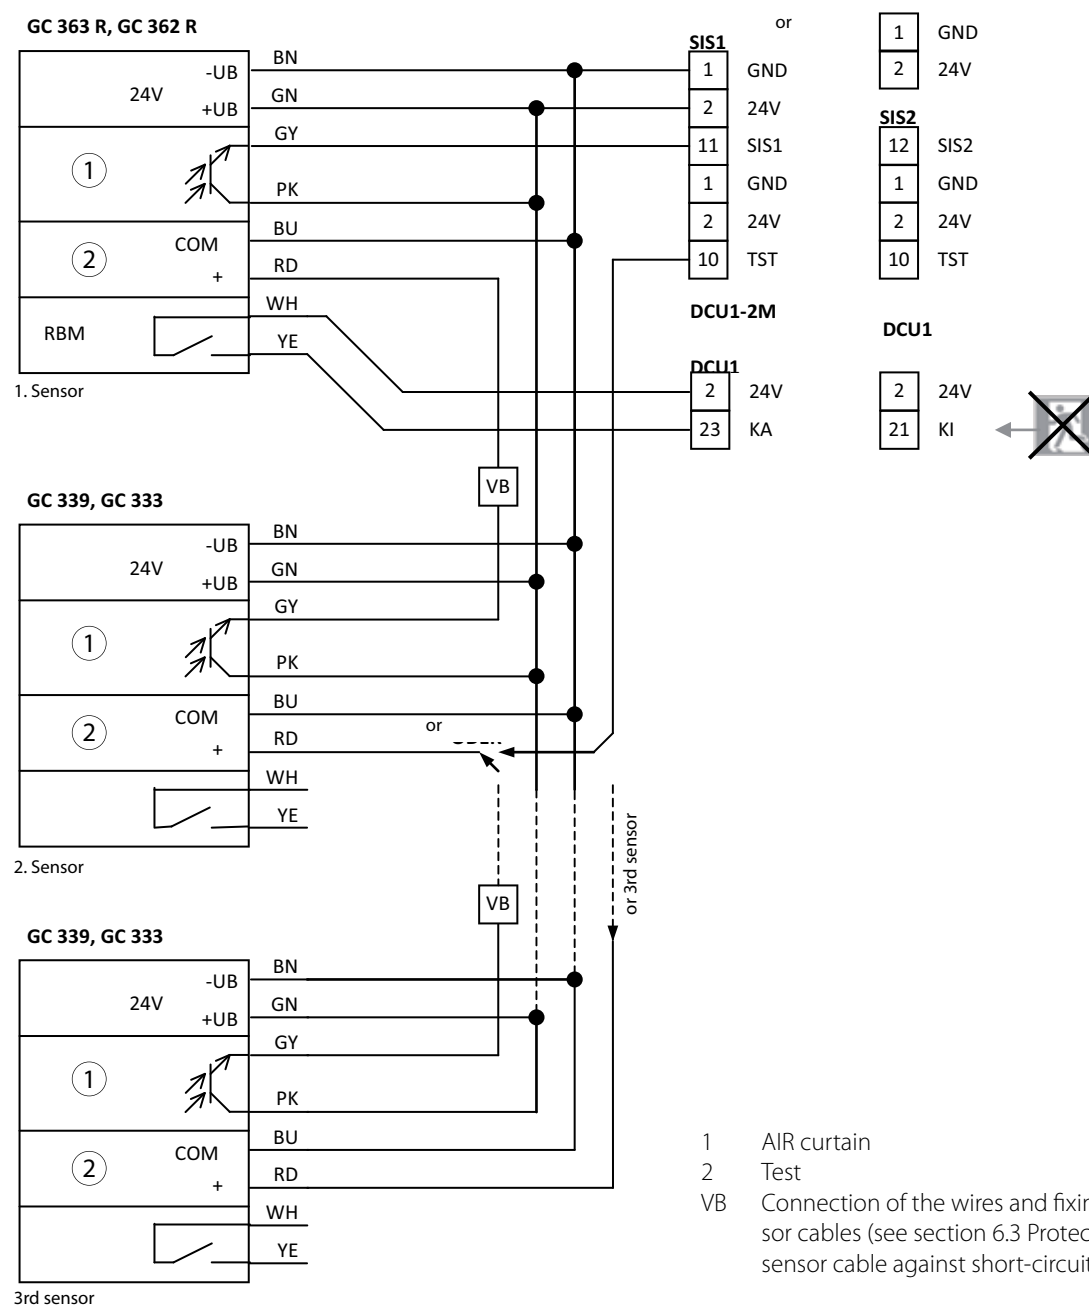 GC 363 R, GC 362 R
-UB
24V
+UB
1
2
COM
+
RBM
BN
GN
GY
PK
BU
RD
WH
YE
1. Sensor
or
SIS1
1 GND
2 24V
11 SIS1
1 GND
2 24V
10 TST
DCU1-2M
DCU1
2 24V
23 KA
1 GND
2 24V
SIS2
12 SIS2
1 GND
2 24V
10 TST
DCU1
2 24V
21 KI
VB
GC 339, GC 333
-UB
24V
+UB
1
2
COM
+
BN
GN
GY
PK
BU
RD
WH
YE
or
2. Sensor
or 3rd sensor
VB
GC 339, GC 333
-UB
24V
+UB
1
2
COM
+
BN
GN
GY
PK
BU
RD
WH
YE
3rd sensor
1 AIR curtain
2 Test
VB Connection of the wires and
sor cables (see section 6.3
sensor cable against